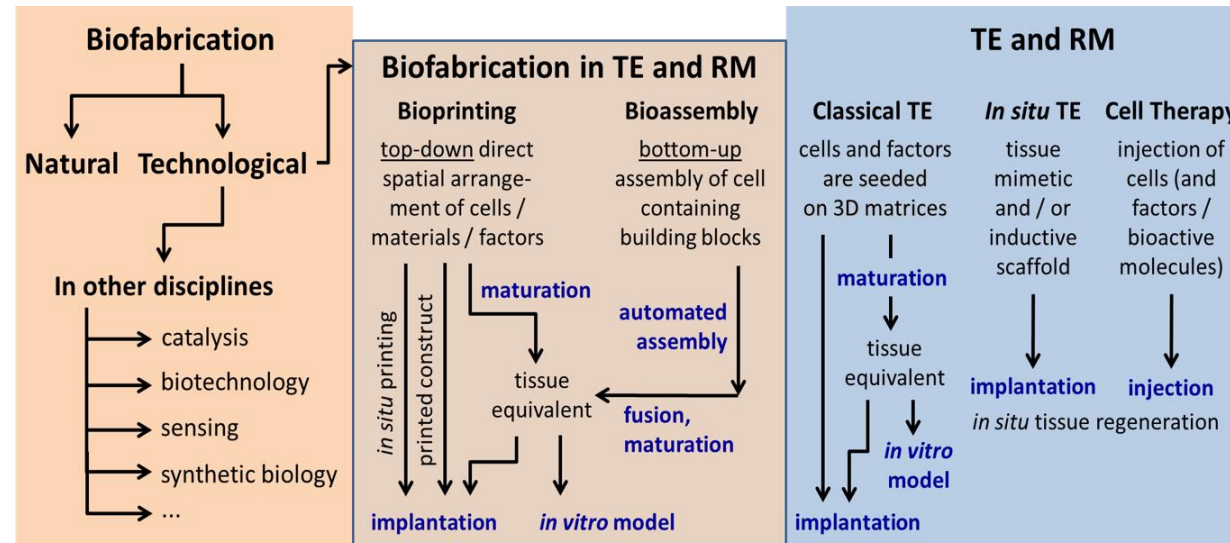 Biofabrication
Natural Technological
In other disciplines
catalysis
biotechnology
sensing
synthetic biology
...
Biofabrication in TE and RM
Bioprinting
top-down direct
spatial arrange-
ment of cells /
materials / factors
in situ printing
printed construct
maturation
Bioassembly
bottom-up
assembly of cell
containing
building blocks
automated
assembly
fusion,
maturation
tissue
equivalent
implantation
in vitro model
TE and RM
Classical TE
cells and factors
are seeded
on 3D matrices
maturation
tissue
equivalent
in vitro
model
implantation
In situ TE
tissue
mimetic
and / or
inductive
scaffold
implantation
Cell Therapy
injection of
cells (and
factors /
bioactive
molecules)
injection
in situ tissue regeneration